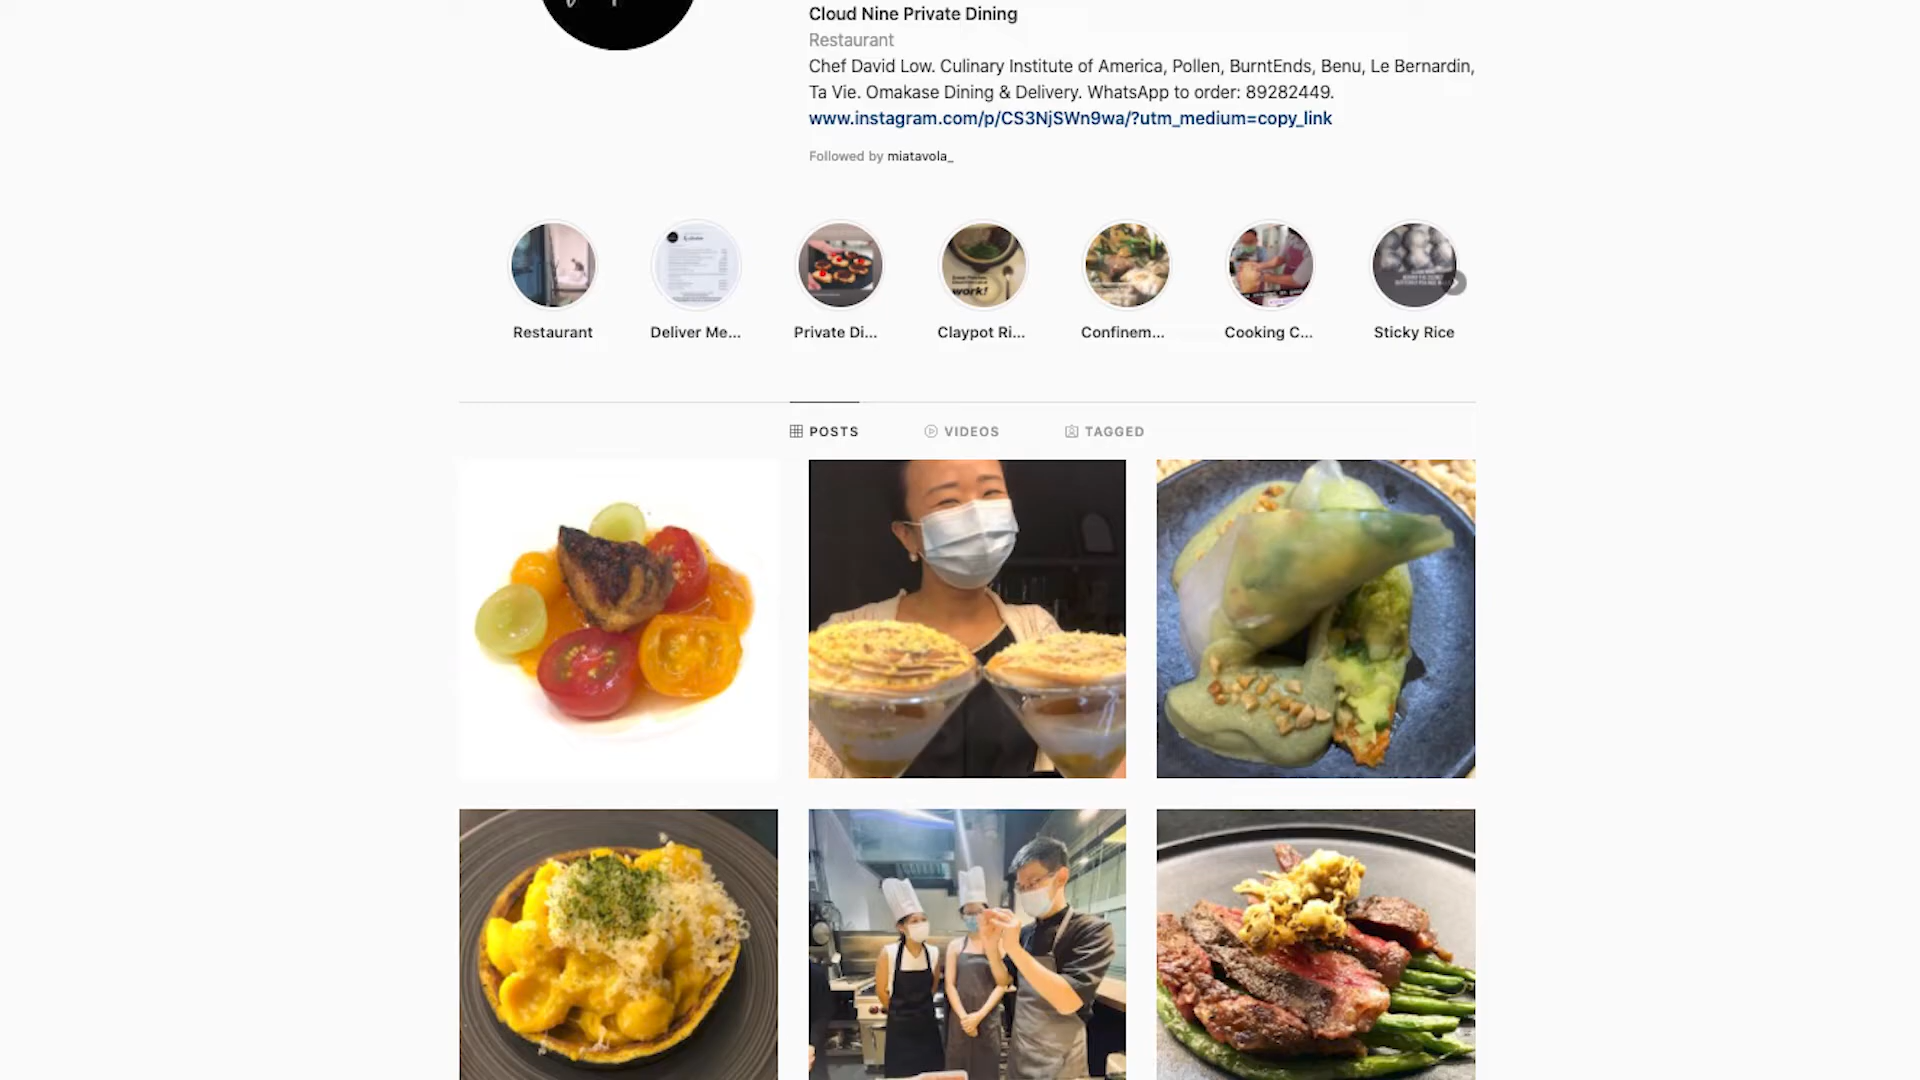 Cloud Nine Private Dining
Restaurant
Chef David Low. Culinary Institute of America, Pollen, BurntEnds, Benu, Le Bernardin,
Ta Vie. Omakase Dining & Delivery. WhatsApp to order: 89282449.
www.instagram.com/p/CS3NjSWn9wa/?utm_medium=copy_link
Followed by miatavola_
work!
Restaurant
Deliver Me...
Private Di...
Claypot Ri...
Confinem...
Cooking C...
Sticky Rice
POSTS
VIDEOS
TAGGED